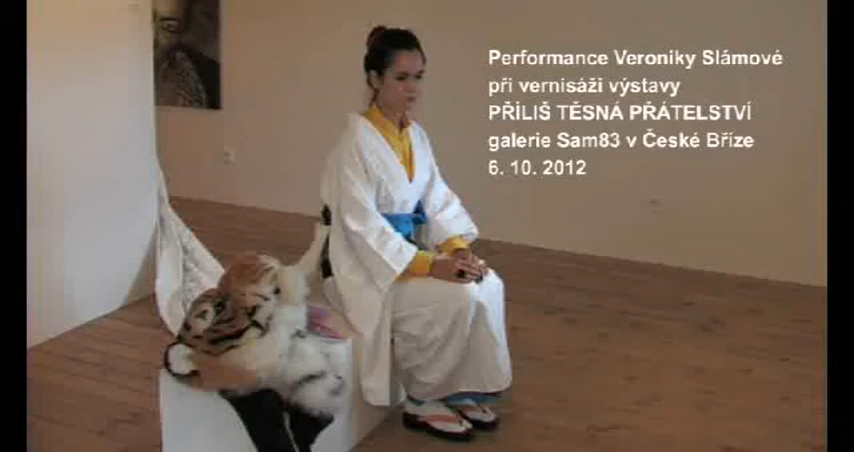 Performance Veroniky Slámové
při vernisáži výstavy
PŘÍLIŠ TĚSNÁ PŘÁTELSTVÍ
galerie Sam83 v České Bříze
6. 10. 2012